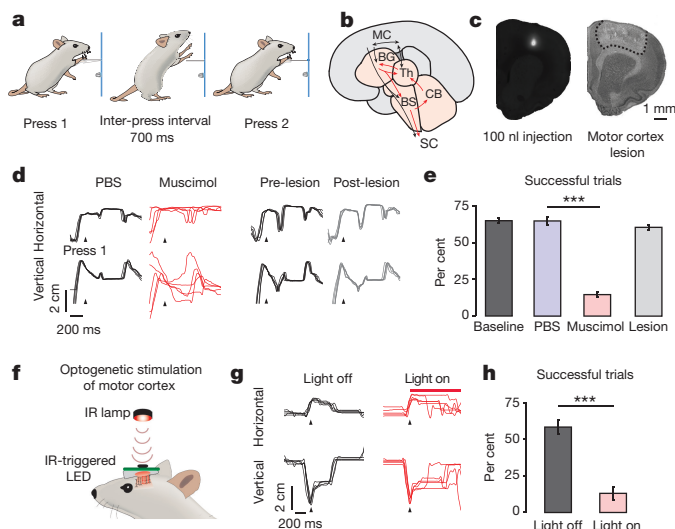 a
Press 1
Inter-press interval
700 ms
Press 2
b
MC
BG
Th
CB
BS
SC
c
100 nl injection
Motor cortex
lesion
1 mm
d
PBS
Muscimol
Pre-lesion
Post-lesion
Horizontal
Press 1
Vertical
2 cm
200 ms
e
Successful trials
***
Per cent
75
50
25
0
Baseline
PBS
Muscimol
Lesion
f
Optogenetic stimulation
of motor cortex
IR lamp
IR-triggered
LED
g
Light off
Light on
Horizontal
Vertical
2 cm
200 ms
h
Successful trials
***
Per cent
75
50
25
0
Light off
Light on